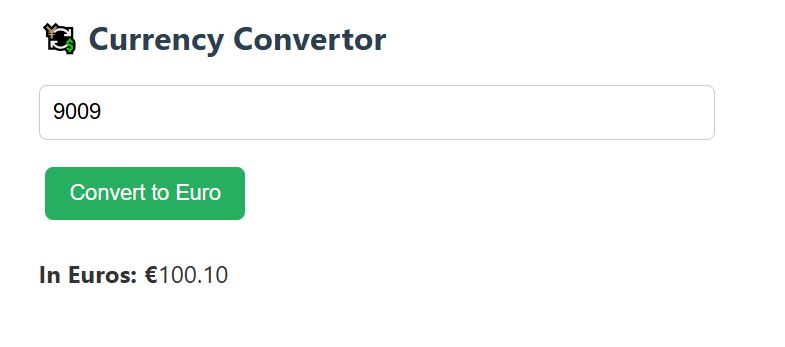 Currency Convertor
9009
Convert to Euro
In Euros: €100.10